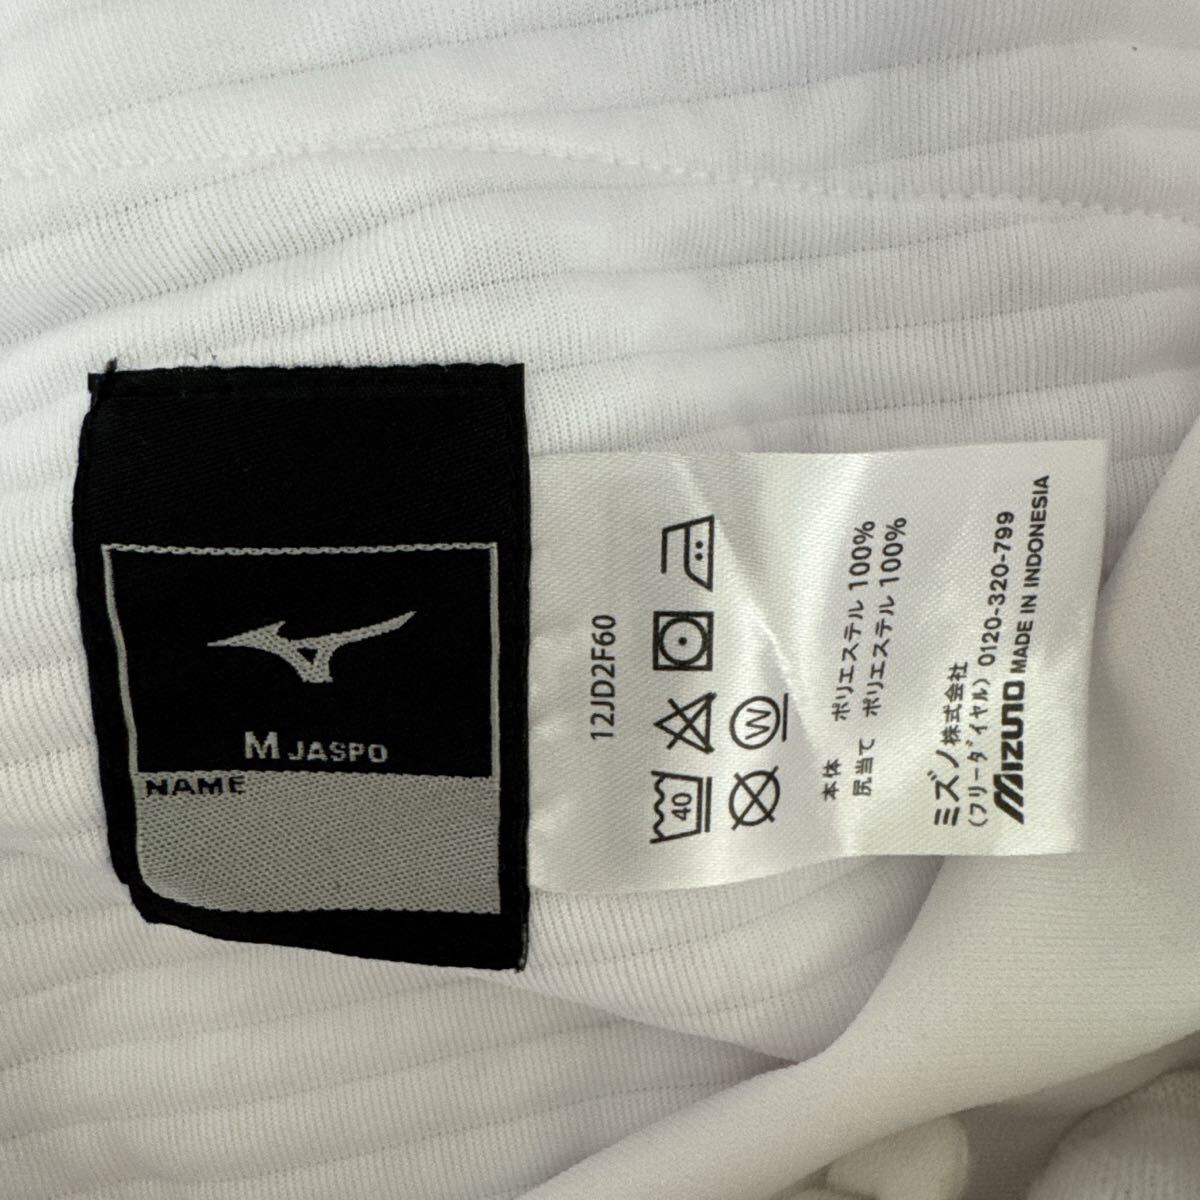 M JASPO
NAME
12JD2F60
40
W
本体 ポリエステル 100%
尻当て ポリエステル 100%
ミズノ株式会社
(フリーダイヤル) 0120-320-799
MIZUNO MADE IN INDONESIA